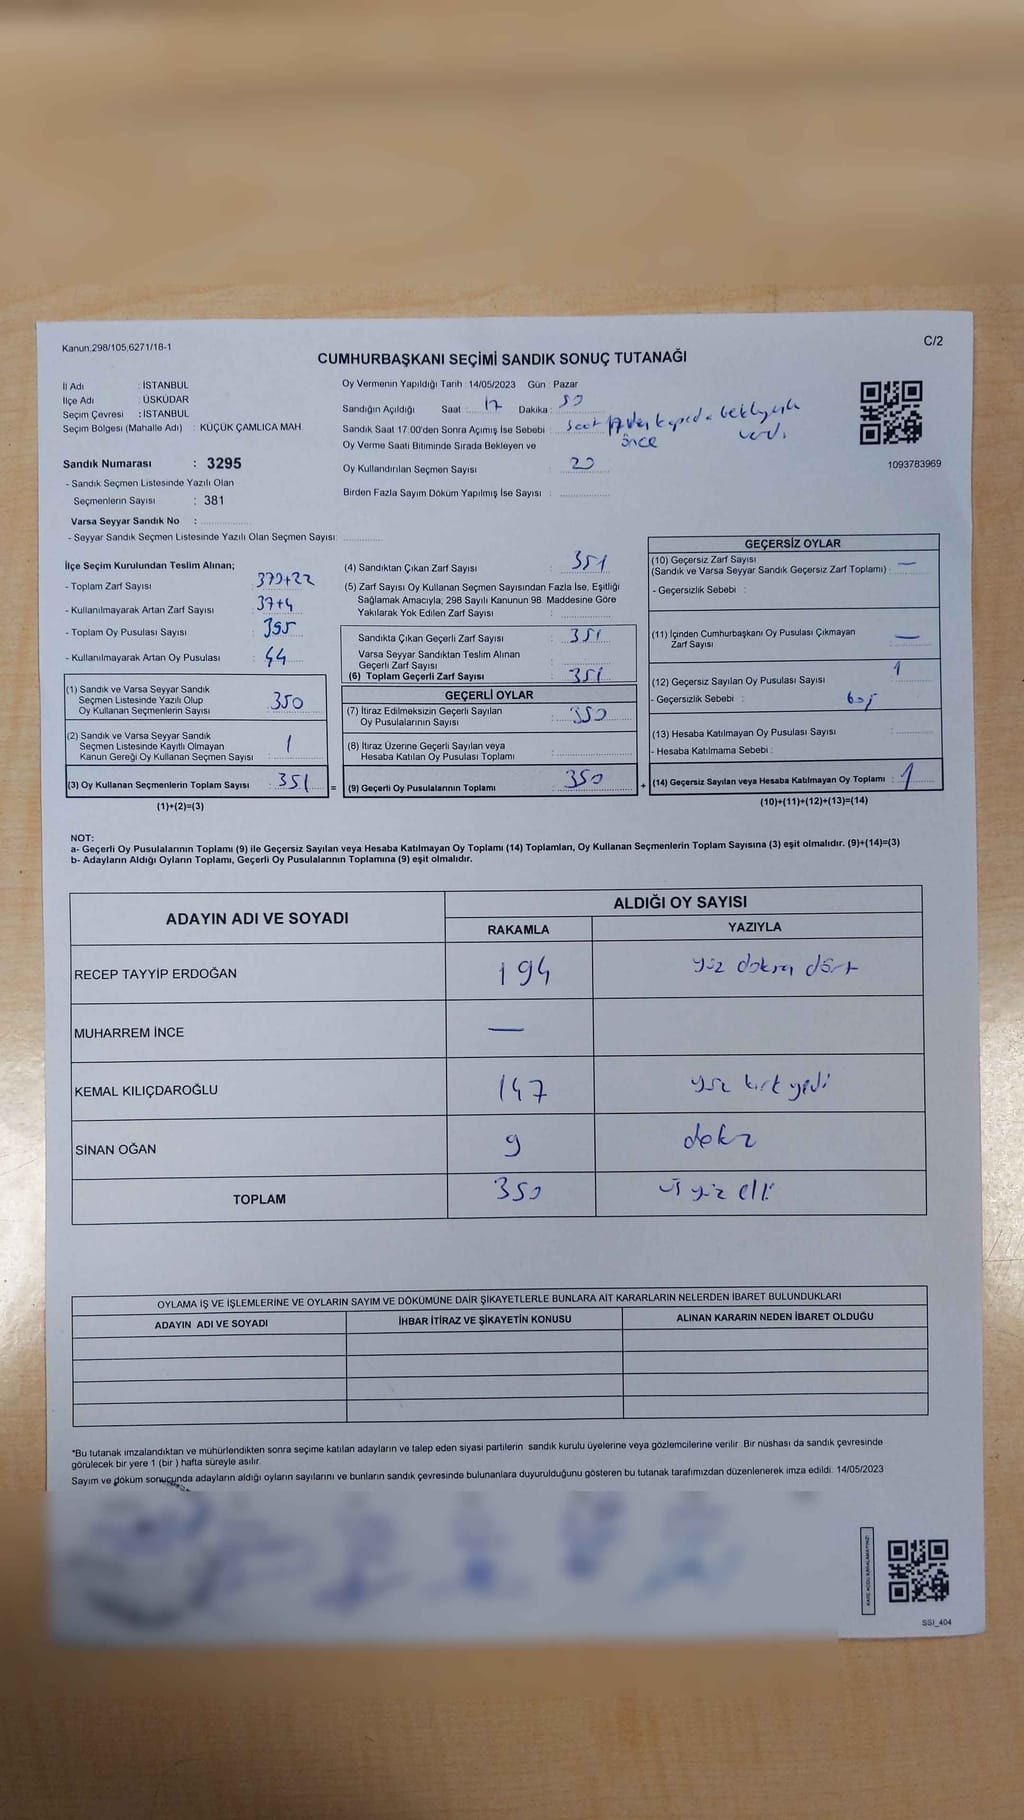 Kanun.298/105,6271/18-1
C/2
CUMHURBAŞKANI SEÇİMİ SANDIK SONUÇ TUTANAĞI
İl Adı : İSTANBUL
İlçe Adı : ÜSKÜDAR
Seçim Çevresi : İSTANBUL
Seçim Bölgesi (Mahalle Adı) : KÜÇÜK ÇAMLICA MAH.
Sandık Numarası : 3295
- Sandık Seçmen Listesinde Yazılı Olan
Seçmenlerin Sayısı : 381
Varsa Seyyar Sandık No :
- Seyyar Sandık Seçmen Listesinde Yazılı Olan Seçmen Sayısı:
Oy Vermenin Yapıldığı Tarih : 14/05/2023 Gün : Pazar
Sandığın Açıldığı Saat : 17 Dakika : 50
Sandık Saat 17.00'den Sonra Açılmış İse Sebebi : Saat kapıda bekleyenler
önce vardı
Oy Verme Saati Bitiminde Sırada Bekleyen ve
Oy Kullandırılan Seçmen Sayısı : 20
Birden Fazla Sayım Döküm Yapılmış İse Sayısı :
1093783969
İlçe Seçim Kurulundan Teslim Alınan;
- Toplam Zarf Sayısı : 370+22
- Kullanılmayarak Artan Zarf Sayısı : 37+4
- Toplam Oy Pusulası Sayısı : 395
- Kullanılmayarak Artan Oy Pusulası : 44
(1) Sandık ve Varsa Seyyar Sandık
Seçmen Listesinde Yazılı Olup
Oy Kullanan Seçmenlerin Sayısı : 350
(2) Sandık ve Varsa Seyyar Sandık
Seçmen Listesinde Kayıtlı Olmayan
Kanun Gereği Oy Kullanan Seçmen Sayısı : 1
(3) Oy Kullanan Seçmenlerin Toplam Sayısı : 351
(1)+(2)=(3)
(4) Sandıktan Çıkan Zarf Sayısı : 351
(5) Zarf Sayısı Oy Kullanan Seçmen Sayısından Fazla İse, Eşitliği
Sağlamak Amacıyla, 298 Sayılı Kanunun 98. Maddesine Göre
Yakılarak Yok Edilen Zarf Sayısı :
Sandıkta Çıkan Geçerli Zarf Sayısı : 351
Varsa Seyyar Sandıktan Teslim Alınan
Geçerli Zarf Sayısı :
(6) Toplam Geçerli Zarf Sayısı : 351
GEÇERLİ OYLAR
(7) İtiraz Edilmeksizin Geçerli Sayılan
Oy Pusulalarının Sayısı : 350
(8) İtiraz Üzerine Geçerli Sayılan veya
Hesaba Katılan Oy Pusulası Toplamı :
= (9) Geçerli Oy Pusulalarının Toplamı : 350
GEÇERSİZ OYLAR
(10) Geçersiz Zarf Sayısı
(Sandık ve Varsa Seyyar Sandık Geçersiz Zarf Toplamı) : —
- Geçersizlik Sebebi :
(11) İçinden Cumhurbaşkanı Oy Pusulası Çıkmayan
Zarf Sayısı : —
(12) Geçersiz Sayılan Oy Pusulası Sayısı : 1
- Geçersizlik Sebebi : boş
(13) Hesaba Katılmayan Oy Pusulası Sayısı :
- Hesaba Katılmama Sebebi :
+ (14) Geçersiz Sayılan veya Hesaba Katılmayan Oy Toplamı : 1
(10)+(11)+(12)+(13)=(14)
NOT:
a- Geçerli Oy Pusulalarının Toplamı (9) ile Geçersiz Sayılan veya Hesaba Katılmayan Oy Toplamı (14) Toplamları, Oy Kullanan Seçmenlerin Toplam Sayısına (3) eşit olmalıdır. (9)+(14)=(3)
b- Adayların Aldığı Oyların Toplamı, Geçerli Oy Pusulalarının Toplamına (9) eşit olmalıdır.
ADAYIN ADI VE SOYADI
ALDIĞI OY SAYISI
RAKAMLA YAZIYLA
RECEP TAYYİP ERDOĞAN 194 yüz doksan dört
MUHARREM İNCE —
KEMAL KILIÇDAROĞLU 147 yüz kırk yedi
SİNAN OĞAN 9 dokuz
TOPLAM 350 üç yüz elli
OYLAMA İŞ VE İŞLEMLERİNE VE OYLARIN SAYIM VE DÖKÜMÜNE DAİR ŞİKAYETLERLE BUNLARA AİT KARARLARIN NELERDEN İBARET BULUNDUKLARI
ADAYIN ADI VE SOYADI İHBAR İTİRAZ VE ŞİKAYETİN KONUSU ALINAN KARARIN NEDEN İBARET OLDUĞU
*Bu tutanak imzalandıktan ve mühürlendikten sonra seçime katılan adayların ve talep eden siyasi partilerin sandık kurulu üyelerine veya gözlemcilerine verilir. Bir nüshası da sandık çevresinde
görülecek bir yere 1 (bir) hafta süreyle asılır.
Sayım ve döküm sonuçunda adayların aldığı oyların sayılarını ve bunların sandık çevresinde bulunanlara duyurulduğunu gösteren bu tutanak tarafımızdan düzenlenerek imza edildi. 14/05/2023
SSI_404